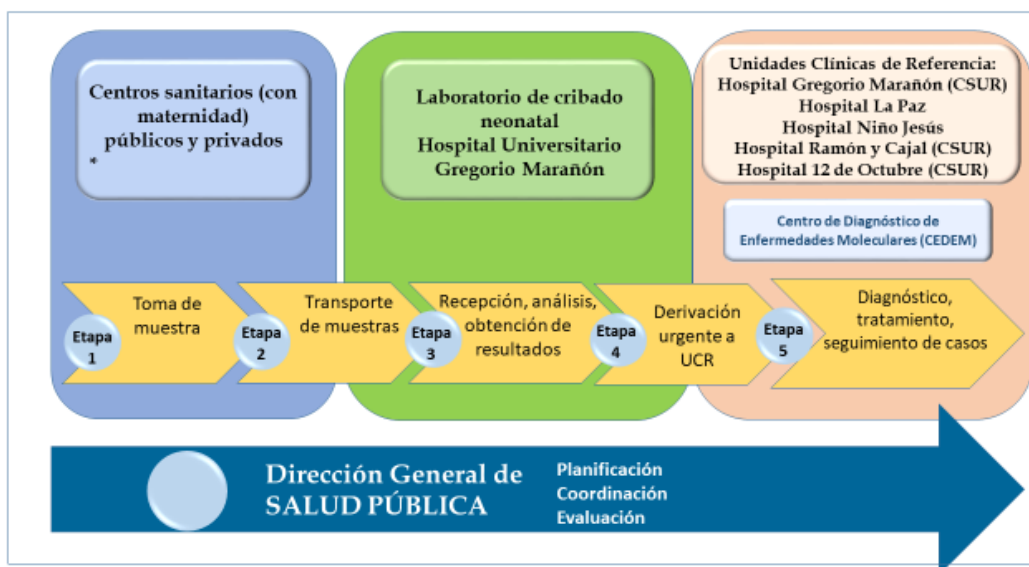 Centros sanitarios (con
maternidad)
públicos y privados
*
Laboratorio de cribado
neonatal
Hospital Universitario
Gregorio Marañón
Unidades Clínicas de Referencia:
Hospital Gregorio Marañón (CSUR)
Hospital La Paz
Hospital Niño Jesús
Hospital Ramón y Cajal (CSUR)
Hospital 12 de Octubre (CSUR)
Centro de Diagnóstico de
Enfermedades Moleculares (CEDEM)
Etapa
1
Toma de
muestra
Etapa
2
Transporte
de muestras
Etapa
3
Recepción, análisis,
obtención de
resultados
Etapa
4
Derivación
urgente a
UCR
Etapa
5
Diagnóstico,
tratamiento,
seguimiento de casos
Dirección General de
SALUD PÚBLICA
Planificación
Coordinación
Evaluación